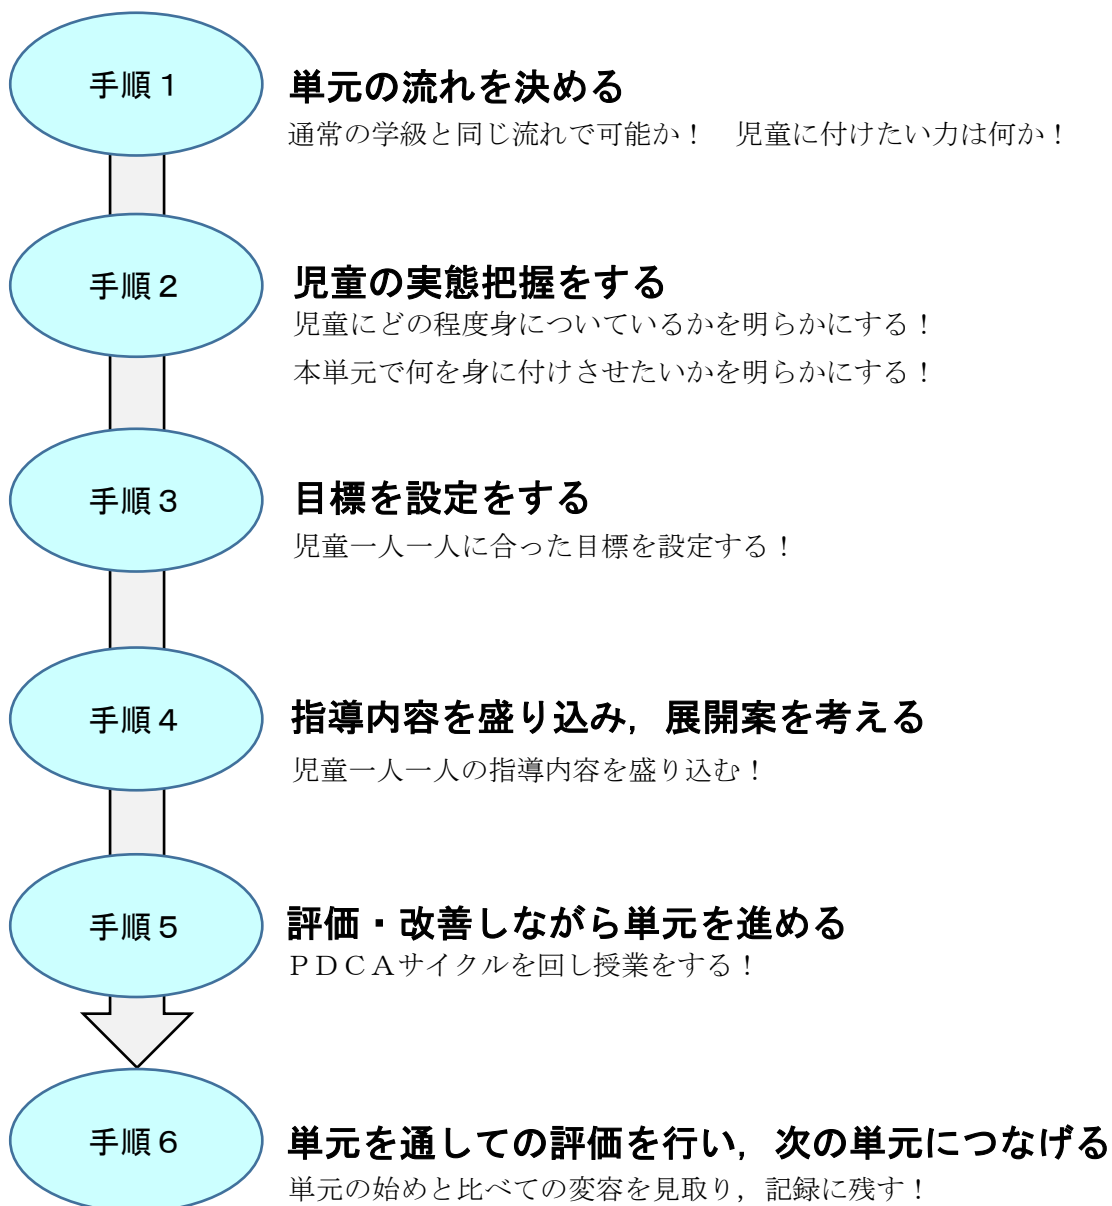 手順１
単元の流れを決める
通常の学級と同じ流れで可能か！　児童に付けたい力は何か！
手順２
児童の実態把握をする
児童にどの程度身についているかを明らかにする！
本単元で何を身に付けさせたいかを明らかにする！
手順３
目標を設定をする
児童一人一人に合った目標を設定する！
手順４
指導内容を盛り込み，展開案を考える
児童一人一人の指導内容を盛り込む！
手順５
評価・改善しながら単元を進める
ＰＤＣＡサイクルを回し授業をする！
手順６
単元を通しての評価を行い，次の単元につなげる
単元の始めと比べての変容を見取り，記録に残す！